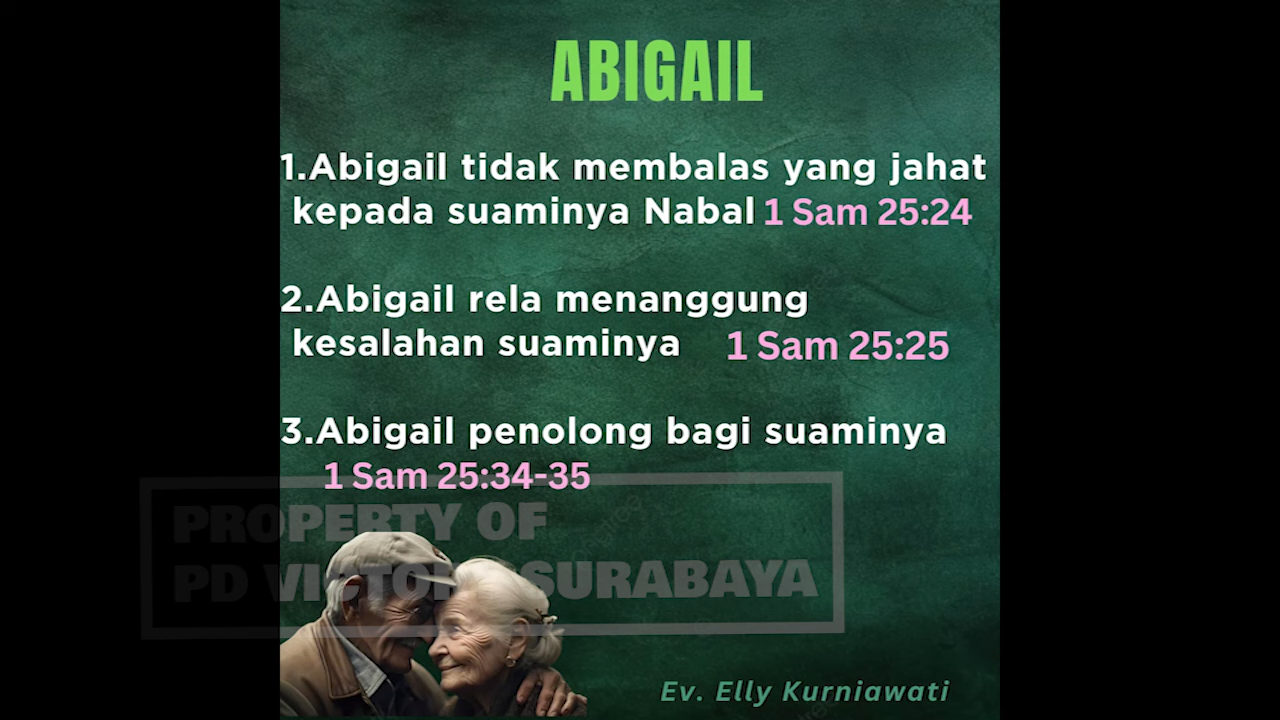 ABIGAIL
1.Abigail tidak membalas yang jahat
kepada suaminya Nabal 1 Sam 25:24
2.Abigail rela menanggung
kesalahan suaminya 1 Sam 25:25
3.Abigail penolong bagi suaminya
1 Sam 25:34-35
PROPERTY OF
PD VICTORY SURABAYA
Ev. Elly Kurniawati